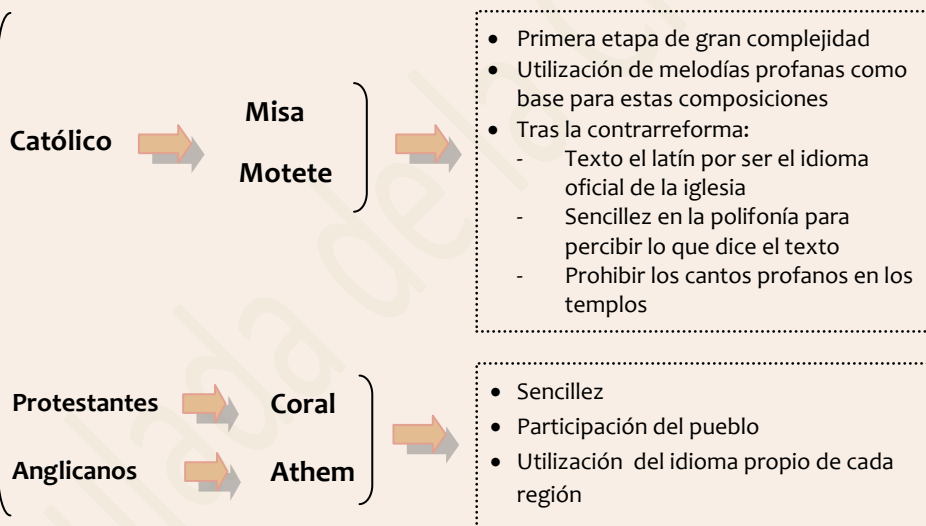 Católico
Misa
Motete
• Primera etapa de gran complejidad
• Utilización de melodías profanas como
base para estas composiciones
• Tras la contrarreforma:
- Texto el latín por ser el idioma
oficial de la iglesia
- Sencillez en la polifonía para
percibir lo que dice el texto
- Prohibir los cantos profanos en los
templos
Protestantes
Coral
Anglicanos
Athem
• Sencillez
• Participación del pueblo
• Utilización del idioma propio de cada
región